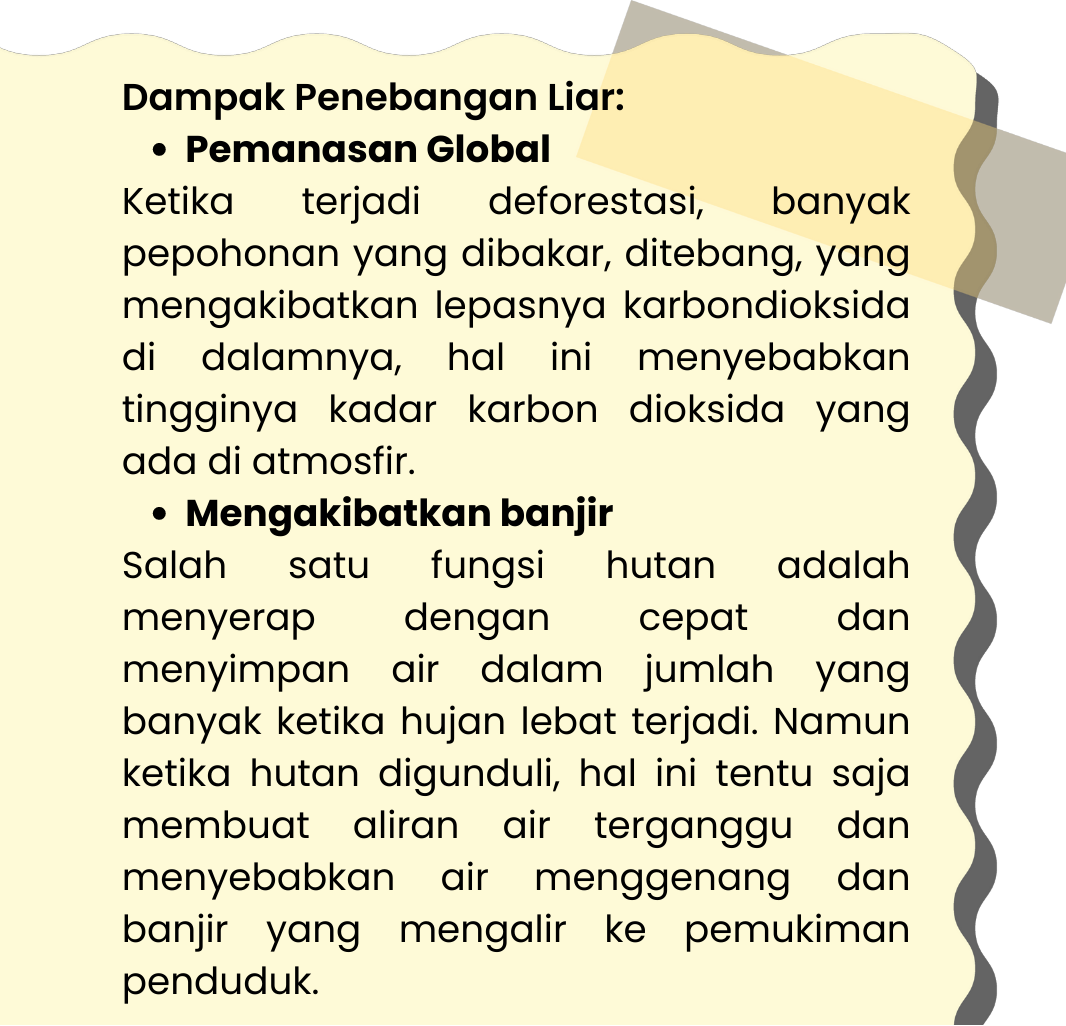 Dampak Penebangan Liar:
• Pemanasan Global
Ketika terjadi deforestasi, banyak
pepohonan yang dibakar, ditebang, yang
mengakibatkan lepasnya karbondioksida
di dalamnya, hal ini menyebabkan
tingginya kadar karbon dioksida yang
ada di atmosfir.
• Mengakibatkan banjir
Salah satu fungsi hutan adalah
menyerap dengan cepat dan
menyimpan air dalam jumlah yang
banyak ketika hujan lebat terjadi. Namun
ketika hutan digunduli, hal ini tentu saja
membuat aliran air terganggu dan
menyebabkan air menggenang dan
banjir yang mengalir ke pemukiman
penduduk.